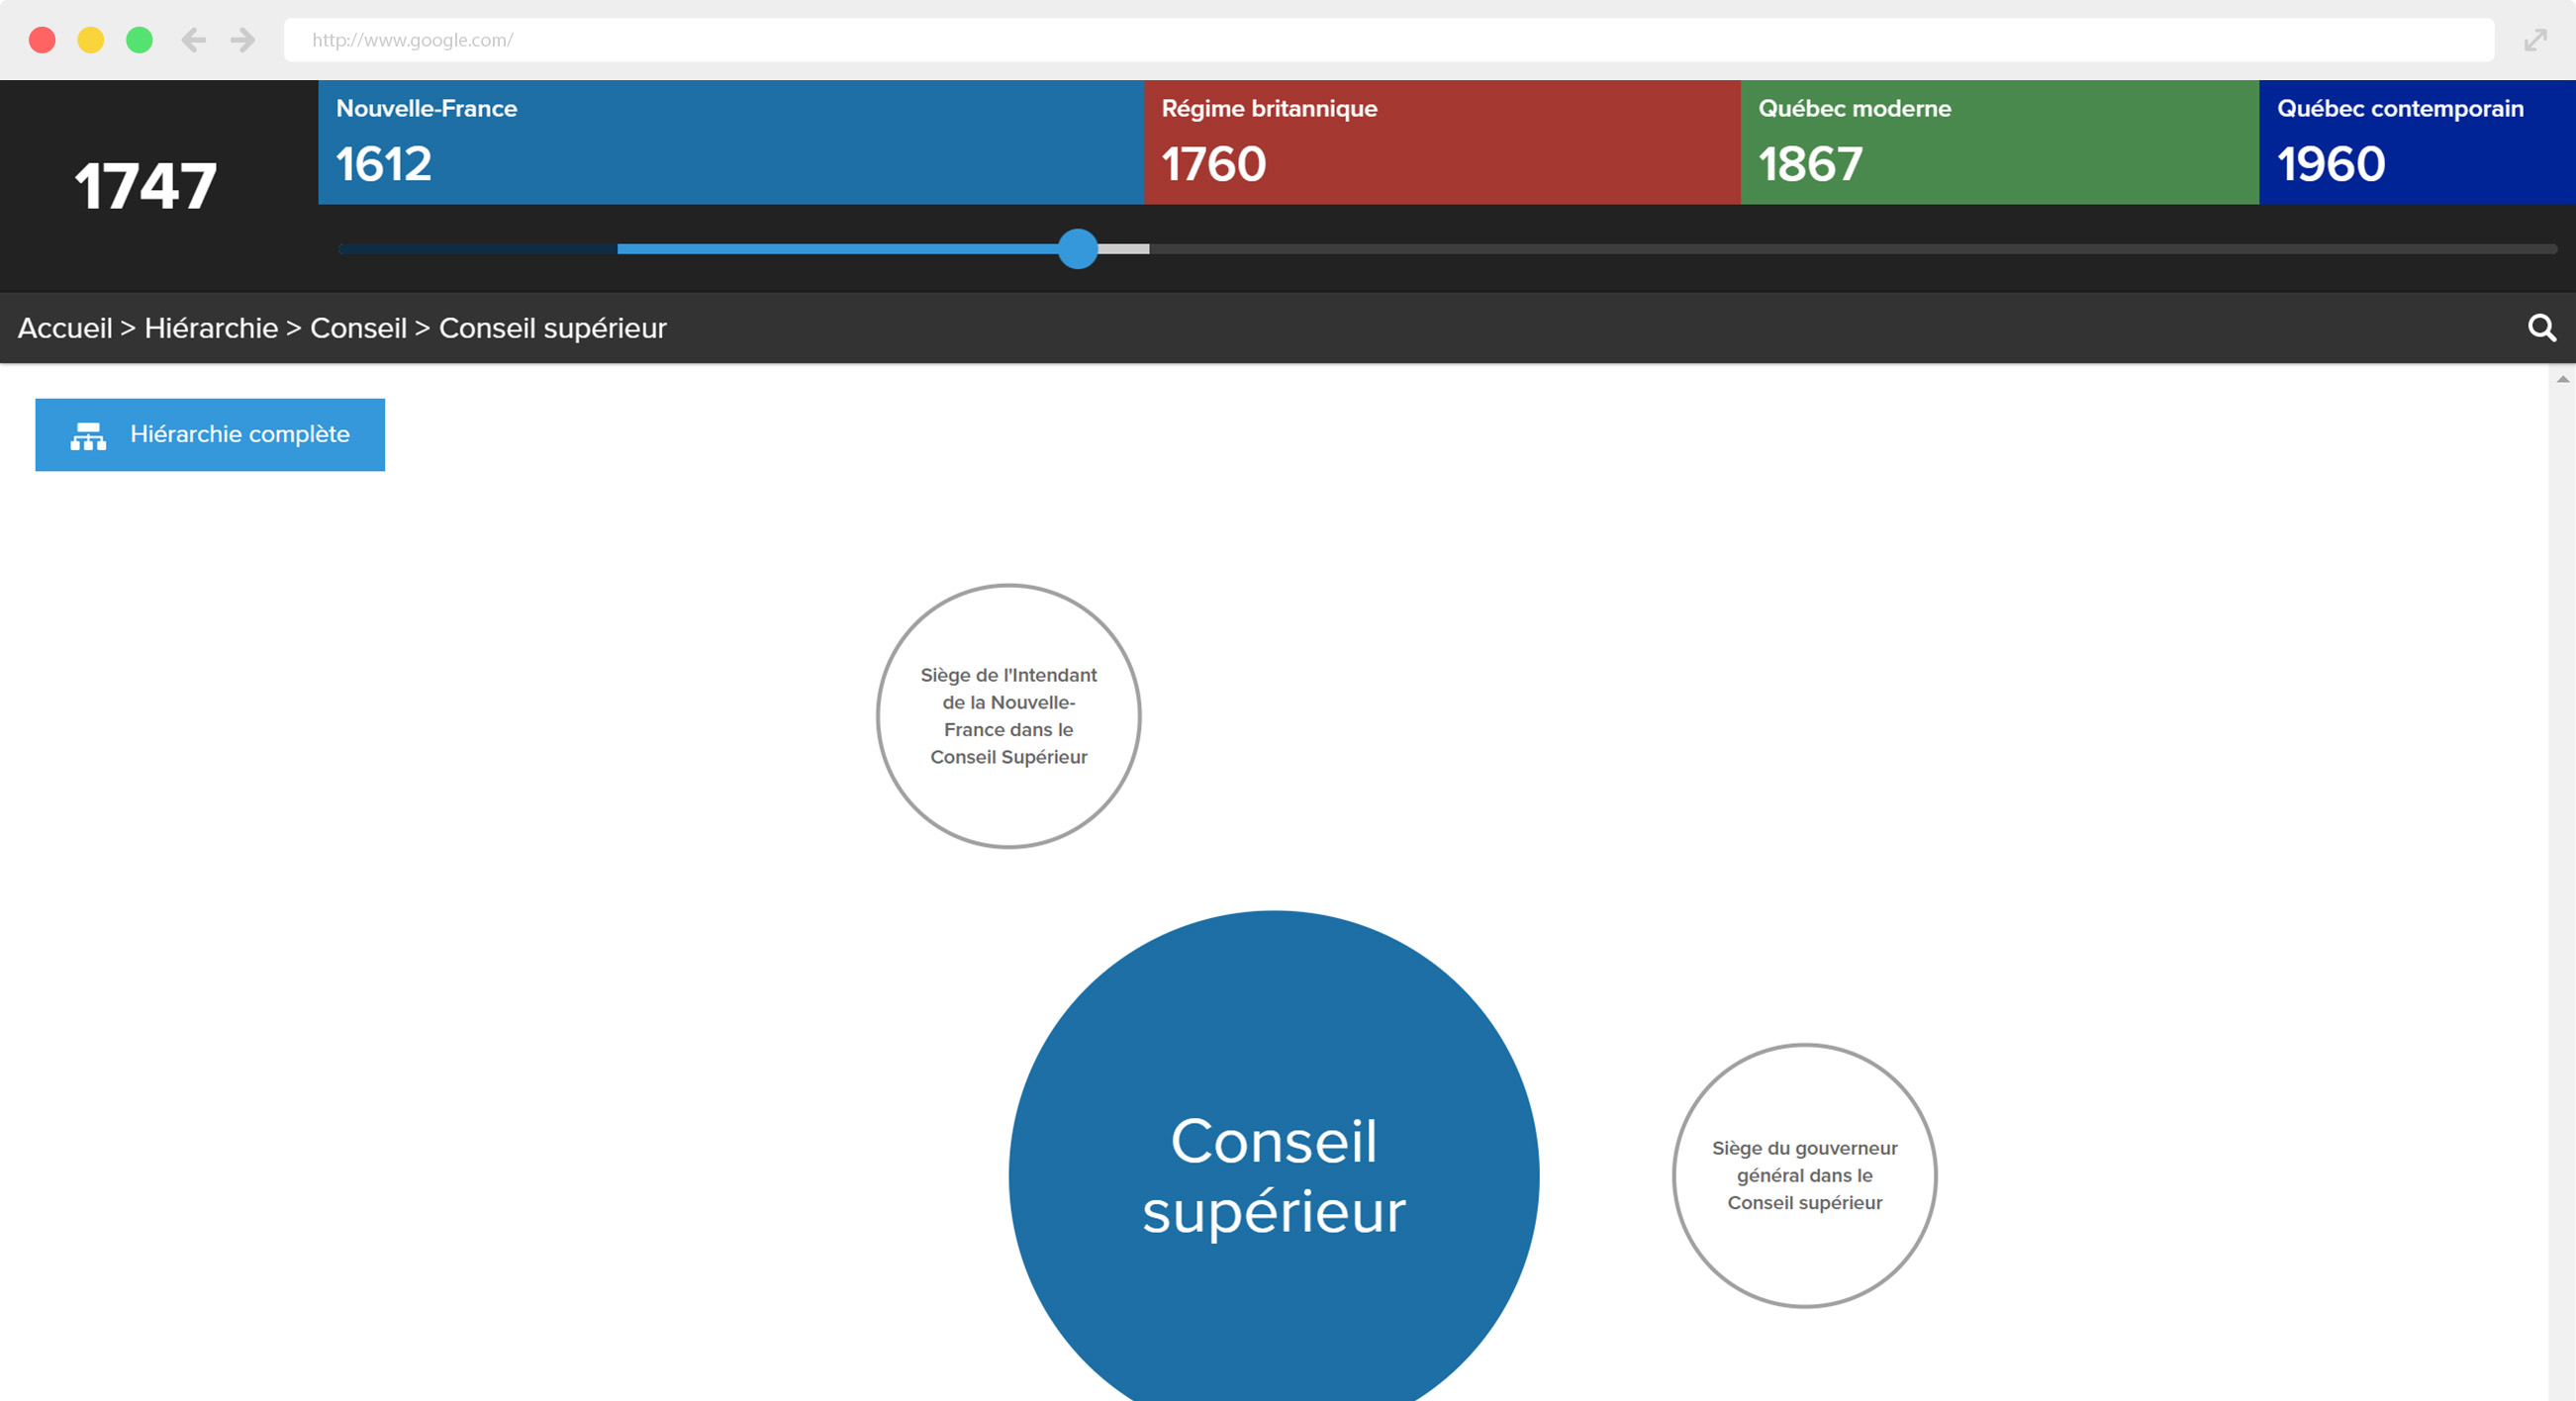 http://www.google.com/
1747
Nouvelle-France
1612
Régime britannique
1760
Québec moderne
1867
Québec contemporain
1960
Accueil > Hiérarchie > Conseil > Conseil supérieur
Hiérarchie complète
Siège de l'Intendant
de la Nouvelle-
France dans le
Conseil Supérieur
Conseil
supérieur
Siège du gouverneur
général dans le
Conseil supérieur